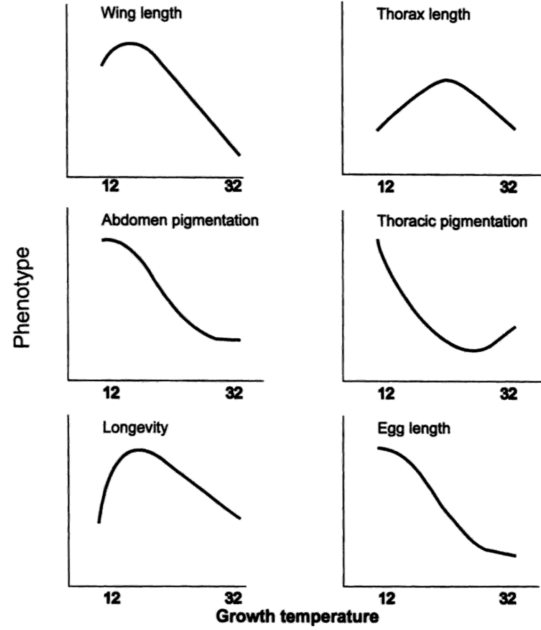 Wing length
Thorax length
12 32
12 32
Abdomen pigmentation
Thoracic pigmentation
Phenotype
12 32
12 32
Longevity
Egg length
12 32
12 32
Growth temperature